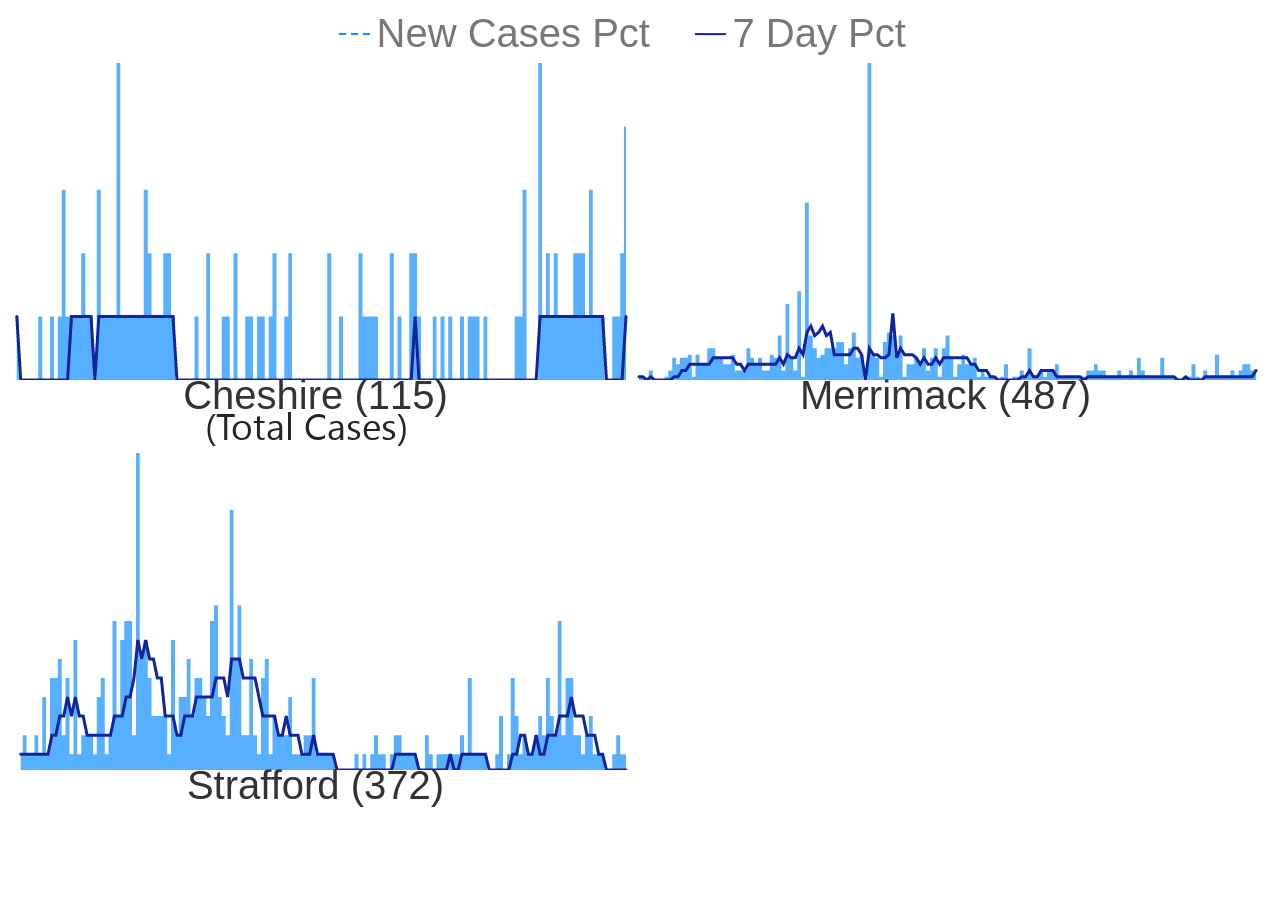 New Cases Pct 7 Day Pct
Cheshire (115)
(Total Cases)
Merrimack (487)
Strafford (372)